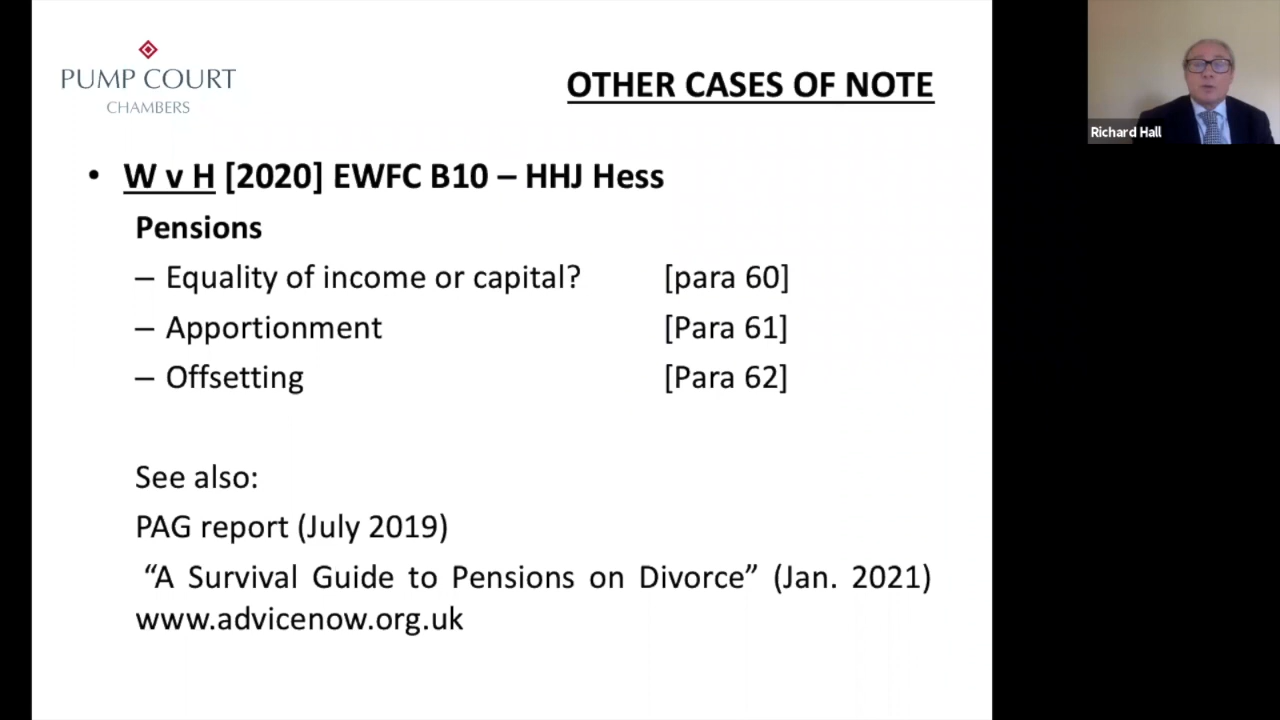 PUMP COURT
CHAMBERS
OTHER CASES OF NOTE
Richard Hall
• W v H [2020] EWFC B10 – HHJ Hess
Pensions
– Equality of income or capital? [para 60]
– Apportionment [Para 61]
– Offsetting [Para 62]
See also:
PAG report (July 2019)
“A Survival Guide to Pensions on Divorce” (Jan. 2021)
www.advicenow.org.uk